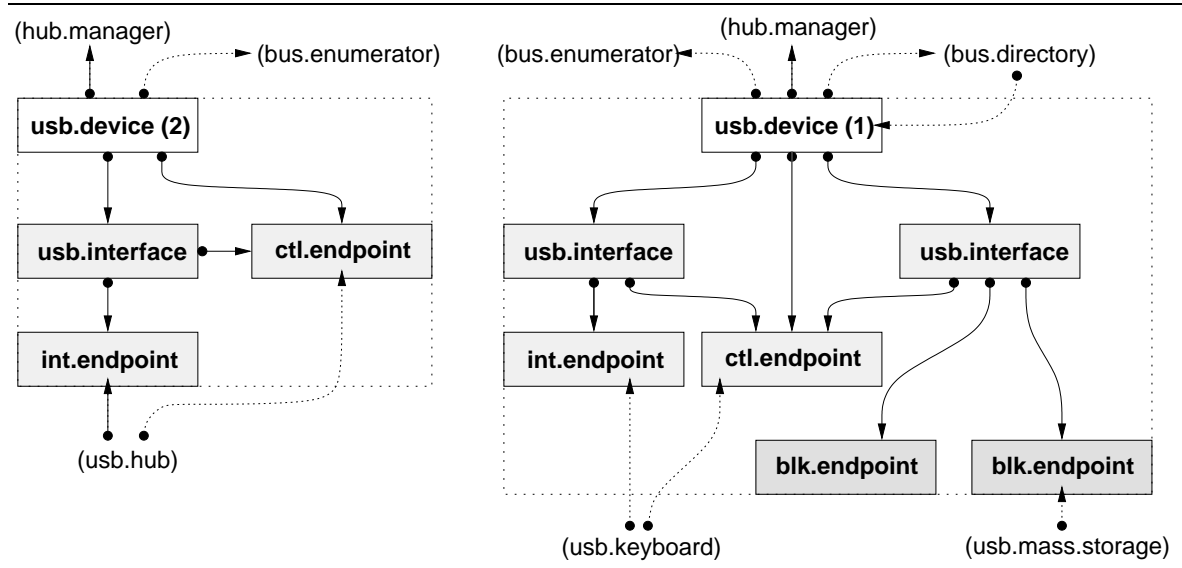 (hub.manager)
(bus.enumerator)
usb.device (2)
usb.interface
ctl.endpoint
int.endpoint
(usb.hub)
(hub.manager)
(bus.enumerator)
(bus.directory)
usb.device (1)
usb.interface
usb.interface
int.endpoint
ctl.endpoint
blk.endpoint
blk.endpoint
(usb.keyboard)
(usb.mass.storage)